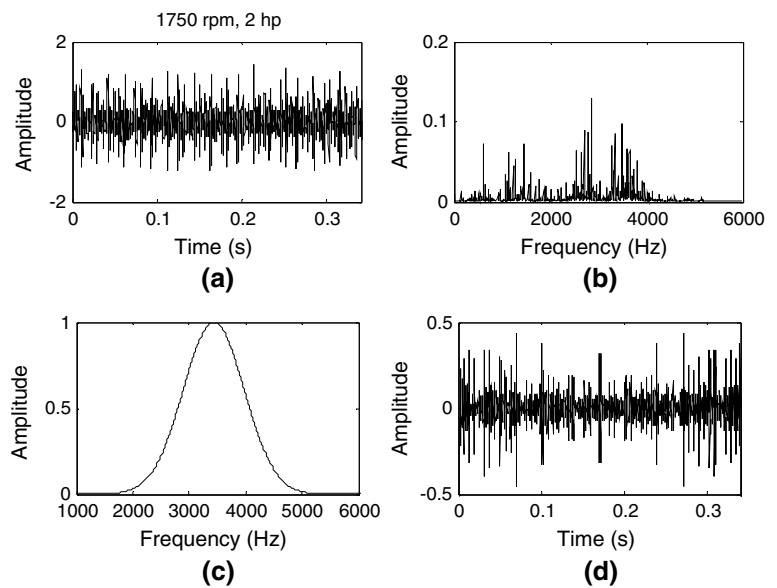 1750 rpm, 2 hp
2
0
-2
Amplitude
0
0.1
0.2
0.3
Time (s)
(a)
0.2
0.1
0
Amplitude
0
2000
4000
6000
Frequency (Hz)
(b)
1
0.5
0
Amplitude
1000
2000
3000
4000
5000
6000
Frequency (Hz)
(c)
0.5
0
-0.5
Amplitude
0
0.1
0.2
0.3
Time (s)
(d)